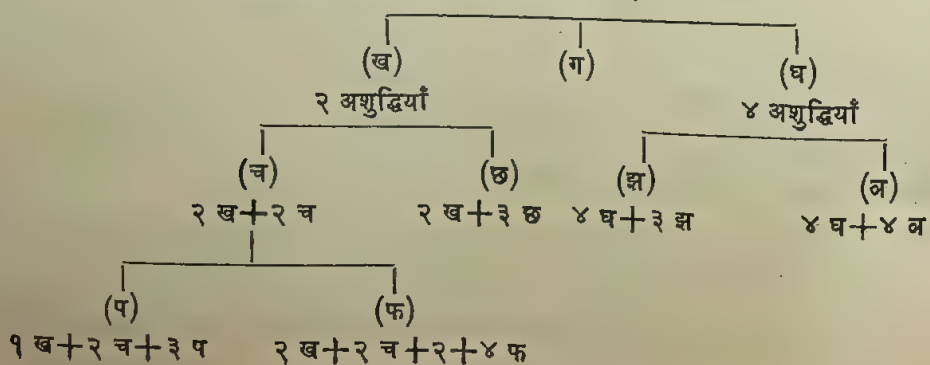 (ख) (ग) (घ)
२ अशुद्धियाँ ४ अशुद्धियाँ
(च) (छ) (झ) (ञ)
२ ख+२ च २ ख+३ छ ४ घ+३ झ ४ घ+४ ञ
(प) (फ)
१ ख+२ च+३ प २ ख+२ च+२+४ फ